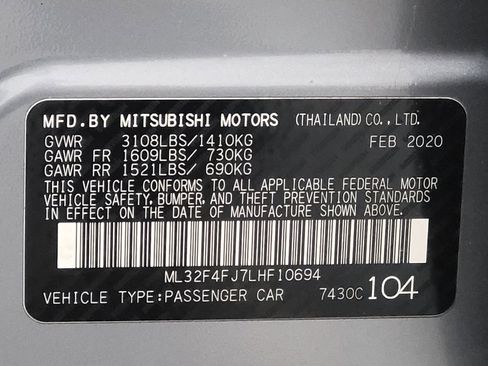 MFD.BY MITSUBISHI MOTORS (THAILAND)CO.,LTD.
GVWR 3108LBS/1410KG FEB 2020
GAWR FR 1609LBS/ 730KG
GAWR RR 1521LBS/ 690KG
THIS VEHICLE CONFORMS TO ALL APPLICABLE FEDERAL MOTOR
VEHICLE SAFETY, BUMPER, AND THEFT PREVENTION STANDARDS
IN EFFECT ON THE DATE OF MANUFACTURE SHOWN ABOVE.
ML32F4FJ7LHF10694
VEHICLE TYPE:PASSENGER CAR 7430C 104